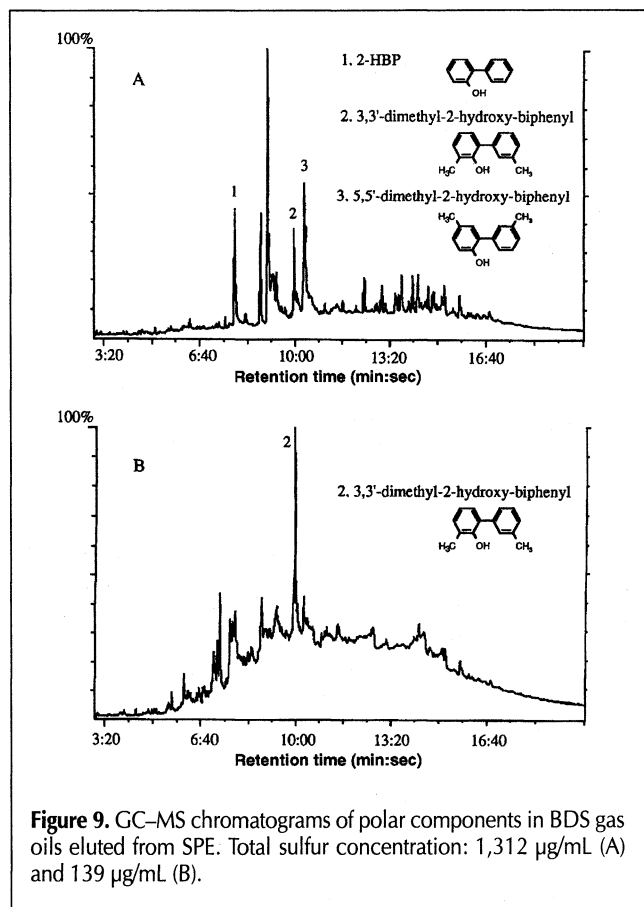 100%
A
1. 2-HBP
OH
2. 3,3'-dimethyl-2-hydroxy-biphenyl
H₃C OH CH₃
3. 5,5'-dimethyl-2-hydroxy-biphenyl
H₃C CH₃
OH
1
2
3
3:20 6:40 10:00 13:20 16:40
Retention time (min:sec)
100%
B
2
2. 3,3'-dimethyl-2-hydroxy-biphenyl
H₃C OH CH₃
3:20 6:40 10:00 13:20 16:40
Retention time (min:sec)
Figure 9. GC–MS chromatograms of polar components in BDS gas
oils eluted from SPE. Total sulfur concentration: 1,312 µg/mL (A)
and 139 µg/mL (B).